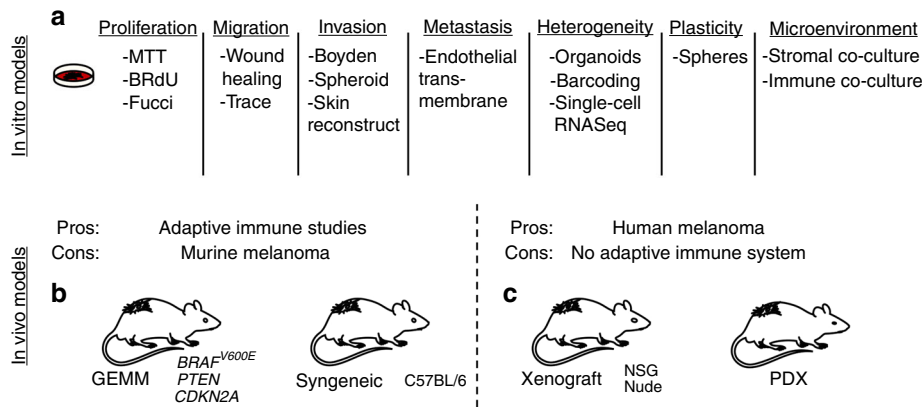 a
In vitro models
Proliferation
-MTT
-BRdU
-Fucci
Migration
-Wound
healing
-Trace
Invasion
-Boyden
-Spheroid
-Skin
reconstruct
Metastasis
-Endothelial
trans-
membrane
Heterogeneity
-Organoids
-Barcoding
-Single-cell
RNASeq
Plasticity
-Spheres
Microenvironment
-Stromal co-culture
-Immune co-culture
In vivo models
Pros: Adaptive immune studies
Cons: Murine melanoma
b
GEMM
BRAFV600E
PTEN
CDKN2A
Syngeneic
C57BL/6
Pros: Human melanoma
Cons: No adaptive immune system
c
Xenograft
NSG
Nude
PDX